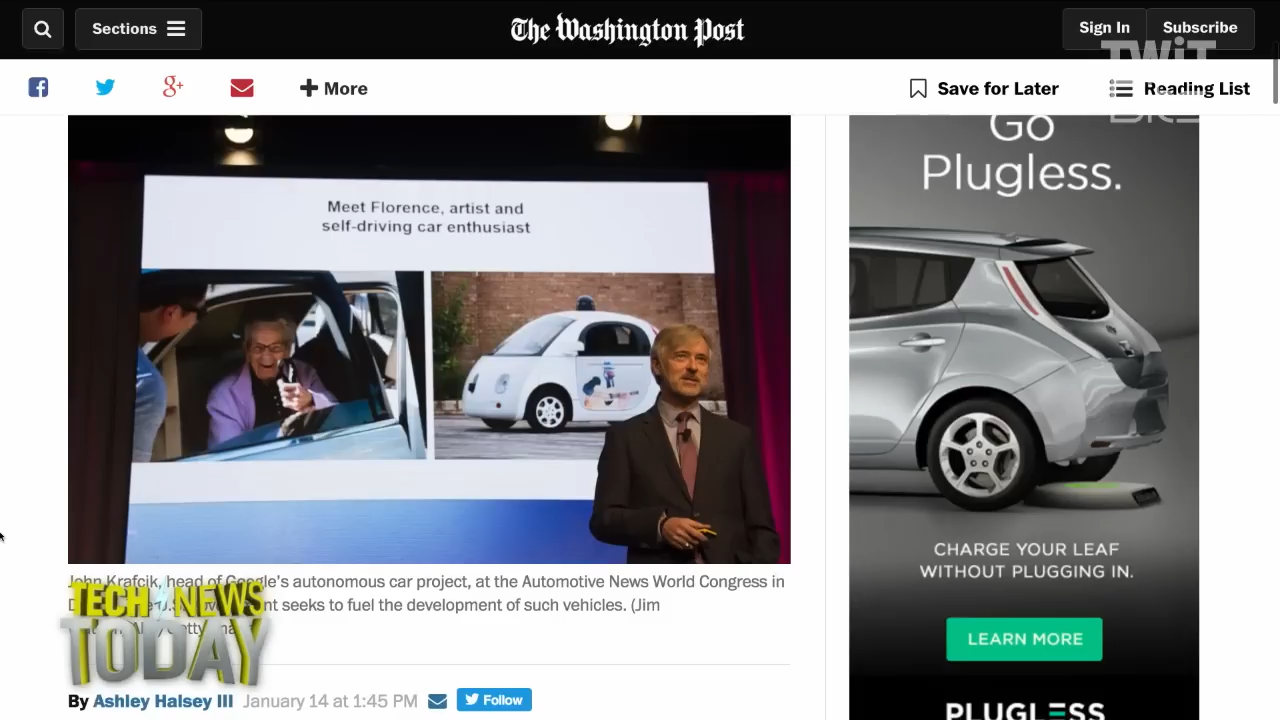 Sections
The Washington Post
Sign In
Subscribe
TWiT
More
Save for Later
Reading List
Meet Florence, artist and
self-driving car enthusiast
Go
Plugless.
CHARGE YOUR LEAF
WITHOUT PLUGGING IN.
LEARN MORE
PLUGLESS
John Krafcik, head of Google's autonomous car project, at the Automotive News World Congress in
seeks to fuel the development of such vehicles. (Jim
TECH NEWS
TODAY
By Ashley Halsey III January 14 at 1:45 PM
Follow